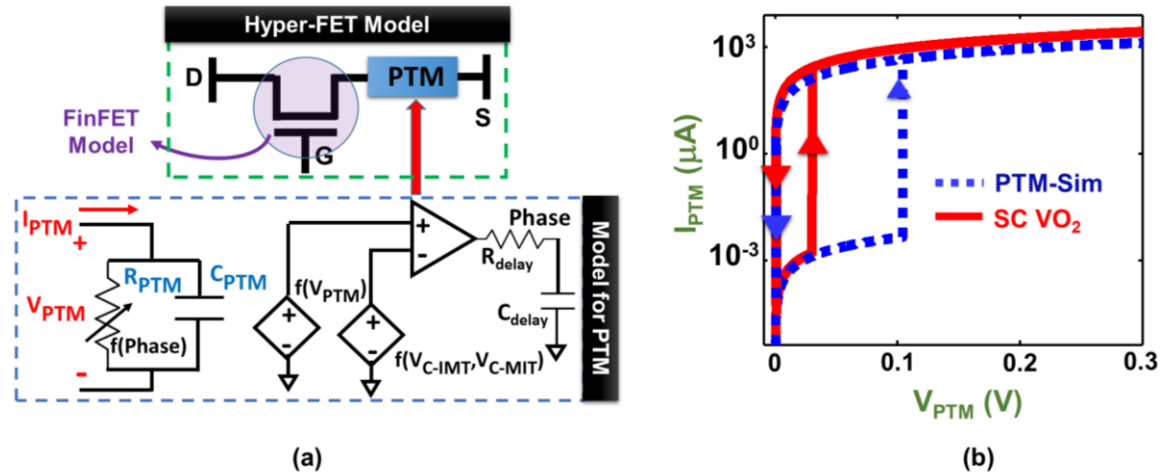 Hyper-FET Model
D
PTM
S
G
FinFET
Model
I_PTM
+
R_PTM
C_PTM
V_PTM
f(Phase)
-
+
-
f(V_PTM)
+
-
f(V_C-IMT,V_C-MIT)
+
-
Phase
R_delay
C_delay
Model for PTM
(a)
I_PTM (μA)
10^3
10^0
10^-3
PTM-Sim
SC VO_2
0
0.1
0.2
0.3
V_PTM (V)
(b)